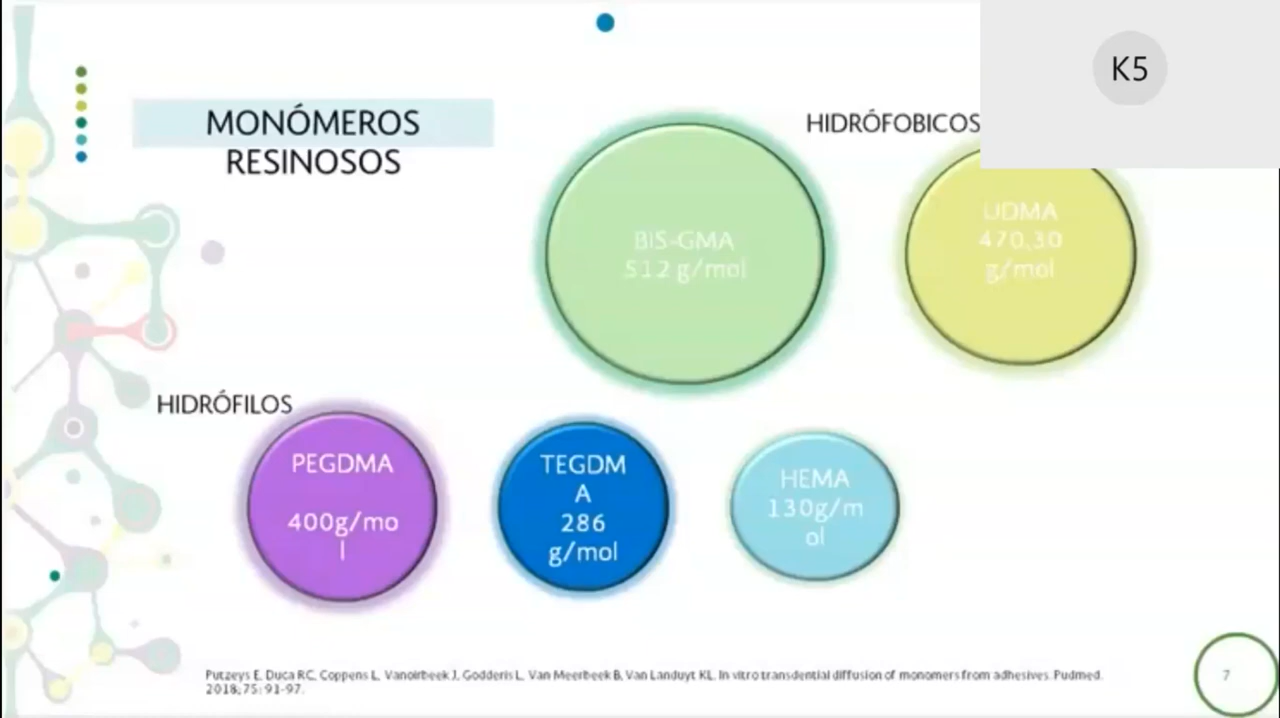 K5
MONÓMEROS
RESINOSOS
HIDRÓFOBICOS
BIS-GMA
512 g/mol
UDMA
470,30
g/mol
HIDRÓFILOS
PEGDMA
400g/mo
l
TEGDM
A
286
g/mol
HEMA
130g/m
ol
Putzeys E, Duca RC, Coppens L, Vanoirbeek J, Godderis L, Van Meerbeek B, Van Landuyt KL. In vitro transdential diffusion of monomers from adhesives. Pudmed.
2018; 75: 91-97.
7